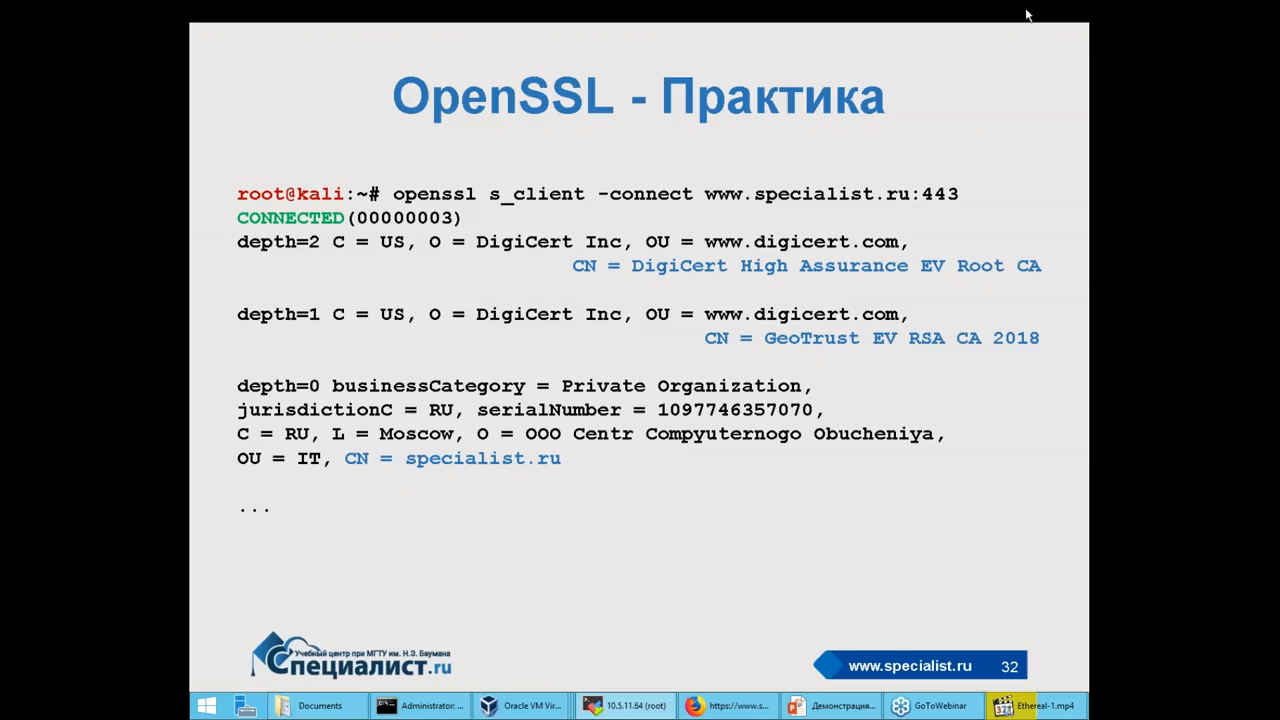 OpenSSL - Практика
root@kali:~# openssl s_client -connect www.specialist.ru:443
CONNECTED(00000003)
depth=2 C = US, O = DigiCert Inc, OU = www.digicert.com,
CN = DigiCert High Assurance EV Root CA
depth=1 C = US, O = DigiCert Inc, OU = www.digicert.com,
CN = GeoTrust EV RSA CA 2018
depth=0 businessCategory = Private Organization,
jurisdictionC = RU, serialNumber = 1097746357070,
C = RU, L = Moscow, O = OOO Centr Compyuternogo Obucheniya,
OU = IT, CN = specialist.ru
...
Учебный центр при МГТУ им. Н.Э. Баумана
Специалист.ru
www.specialist.ru 32
Documents Administrator: ... Oracle VM Vir... 10.5.11.64 (root) https://www.s... Демонстрация... GoToWebinar 321 Ethereal-1.mp4